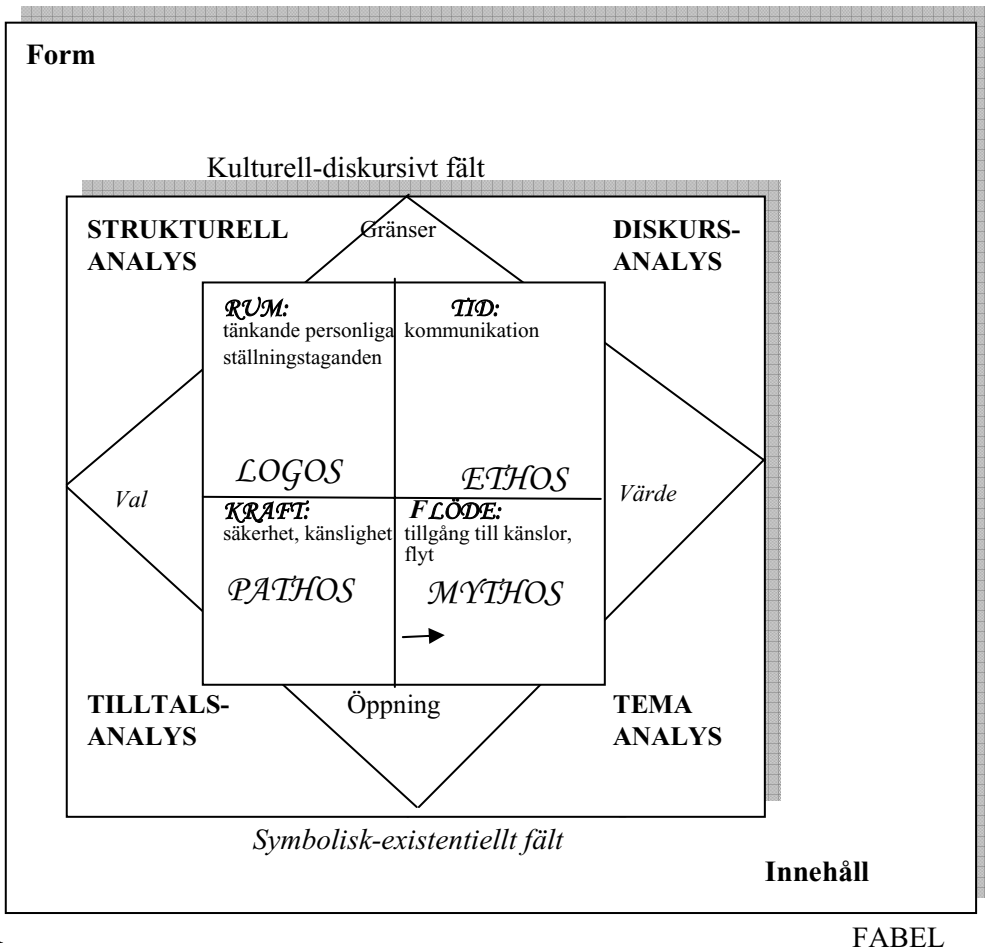 Form
Kulturell-diskursivt fält
STRUKTURELL
ANALYS
Gränser
DISKURS-
ANALYS
RUM:
tänkande personliga
ställningstaganden
LOGOS
TID:
kommunikation
ETHOS
Val
Värde
KRAFT:
säkerhet, känslighet
PATHOS
FLÖDE:
tillgång till känslor,
flyt
MYTHOS
TILLTALS-
ANALYS
Öppning
TEMA
ANALYS
Symbolisk-existentiellt fält
Innehåll
FABEL